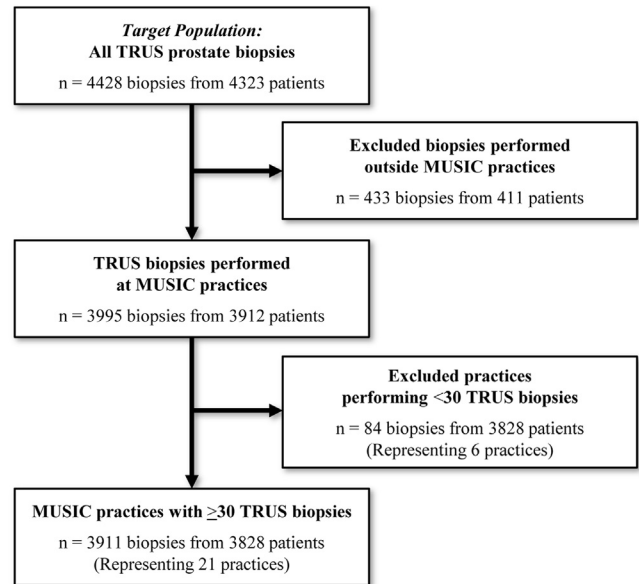 Target Population:
All TRUS prostate biopsies
n = 4428 biopsies from 4323 patients
Excluded biopsies performed
outside MUSIC practices
n = 433 biopsies from 411 patients
TRUS biopsies performed
at MUSIC practices
n = 3995 biopsies from 3912 patients
Excluded practices
performing <30 TRUS biopsies
n = 84 biopsies from 3828 patients
(Representing 6 practices)
MUSIC practices with ≥30 TRUS biopsies
n = 3911 biopsies from 3828 patients
(Representing 21 practices)